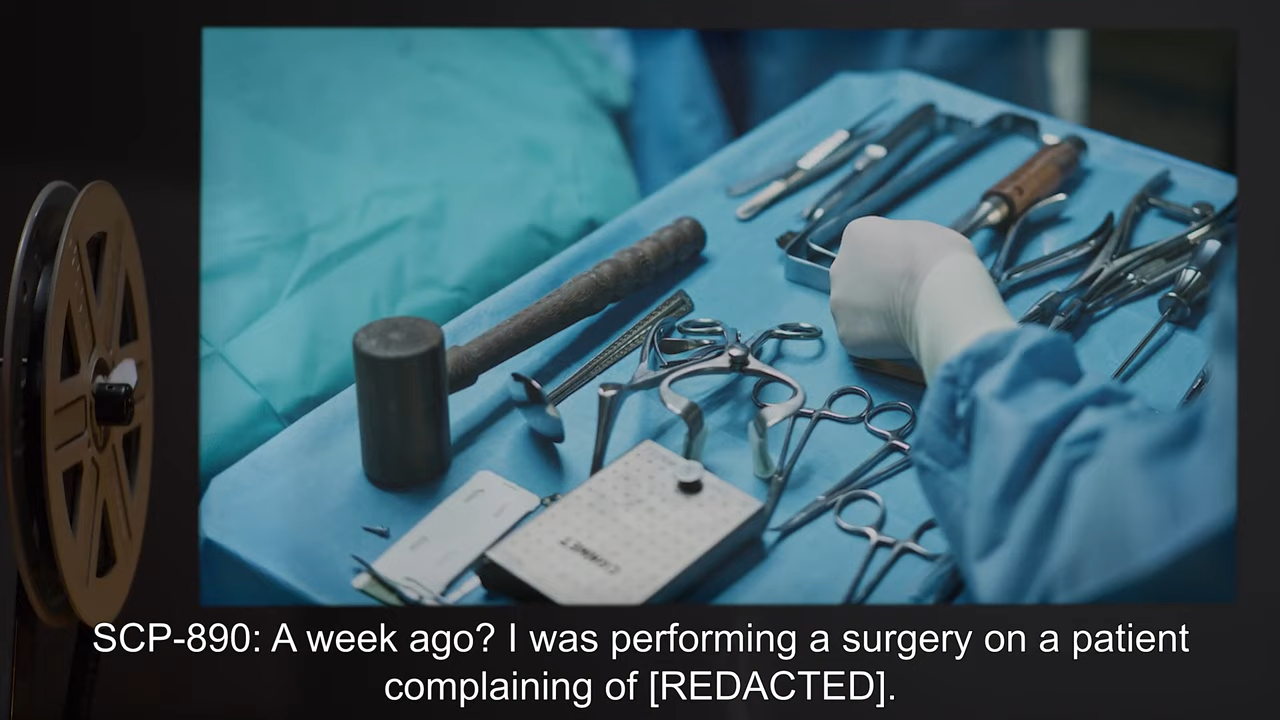 SCP-890: A week ago? I was performing a surgery on a patient
complaining of [REDACTED].